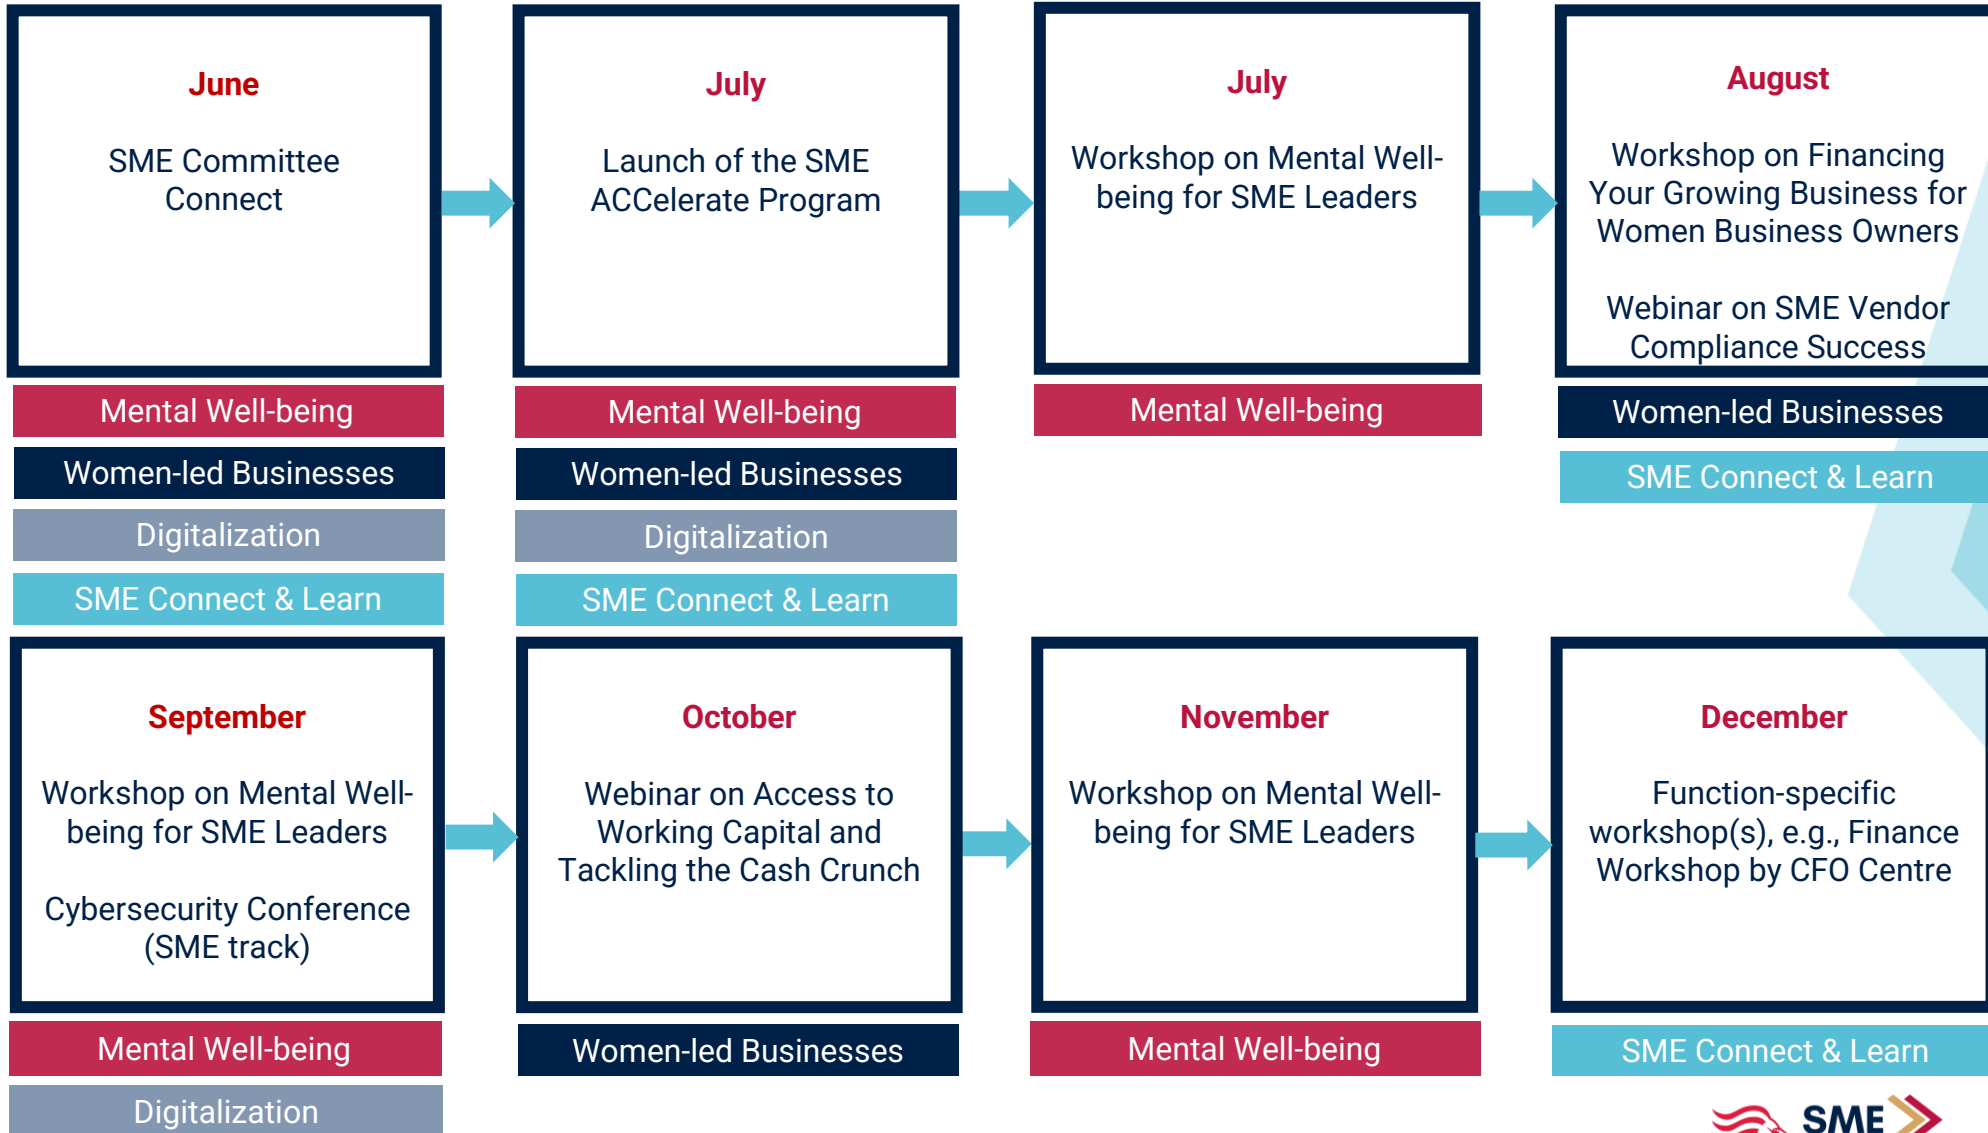 June
SME Committee
Connect
Mental Well-being
Women-led Businesses
Digitalization
SME Connect & Learn
July
Launch of the SME
ACCelerate Program
Mental Well-being
Women-led Businesses
Digitalization
SME Connect & Learn
July
Workshop on Mental Well-
being for SME Leaders
Mental Well-being
August
Workshop on Financing
Your Growing Business for
Women Business Owners
Webinar on SME Vendor
Compliance Success
Women-led Businesses
SME Connect & Learn
September
Workshop on Mental Well-
being for SME Leaders
Cybersecurity Conference
(SME track)
Mental Well-being
Digitalization
October
Webinar on Access to
Working Capital and
Tackling the Cash Crunch
Women-led Businesses
November
Workshop on Mental Well-
being for SME Leaders
Mental Well-being
December
Function-specific
workshop(s), e.g., Finance
Workshop by CFO Centre
SME Connect & Learn
SME